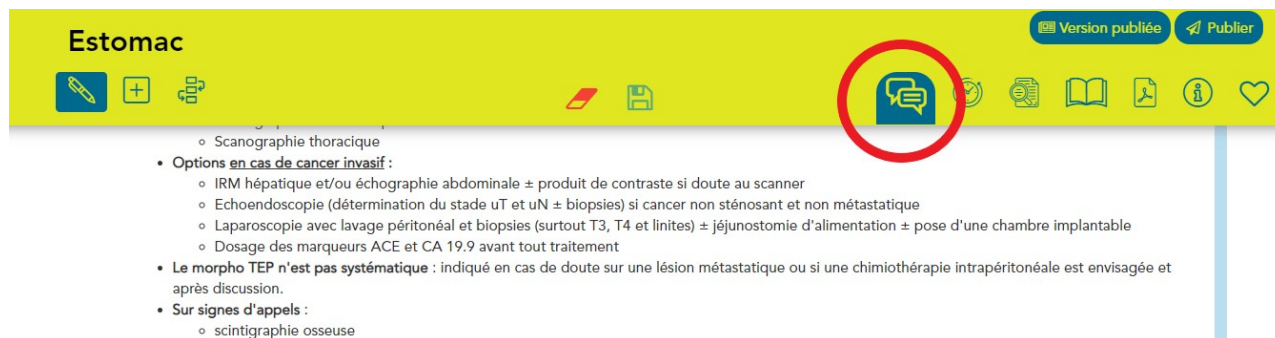 Version publiée
Publier
Estomac
Scanographie thoracique
• Options en cas de cancer invasif :
IRM hépatique et/ou échographie abdominale ± produit de contraste si doute au scanner
Echoendoscopie (détermination du stade uT et uN ± biopsies) si cancer non sténosant et non métastatique
Laparoscopie avec lavage péritonéal et biopsies (surtout T3, T4 et linites) ± jéjunostomie d'alimentation ± pose d'une chambre implantable
Dosage des marqueurs ACE et CA 19.9 avant tout traitement
• Le morpho TEP n'est pas systématique : indiqué en cas de doute sur une lésion métastatique ou si une chimiothérapie intrapéritonéale est envisagée et
après discussion.
• Sur signes d'appels :
scintigraphie osseuse